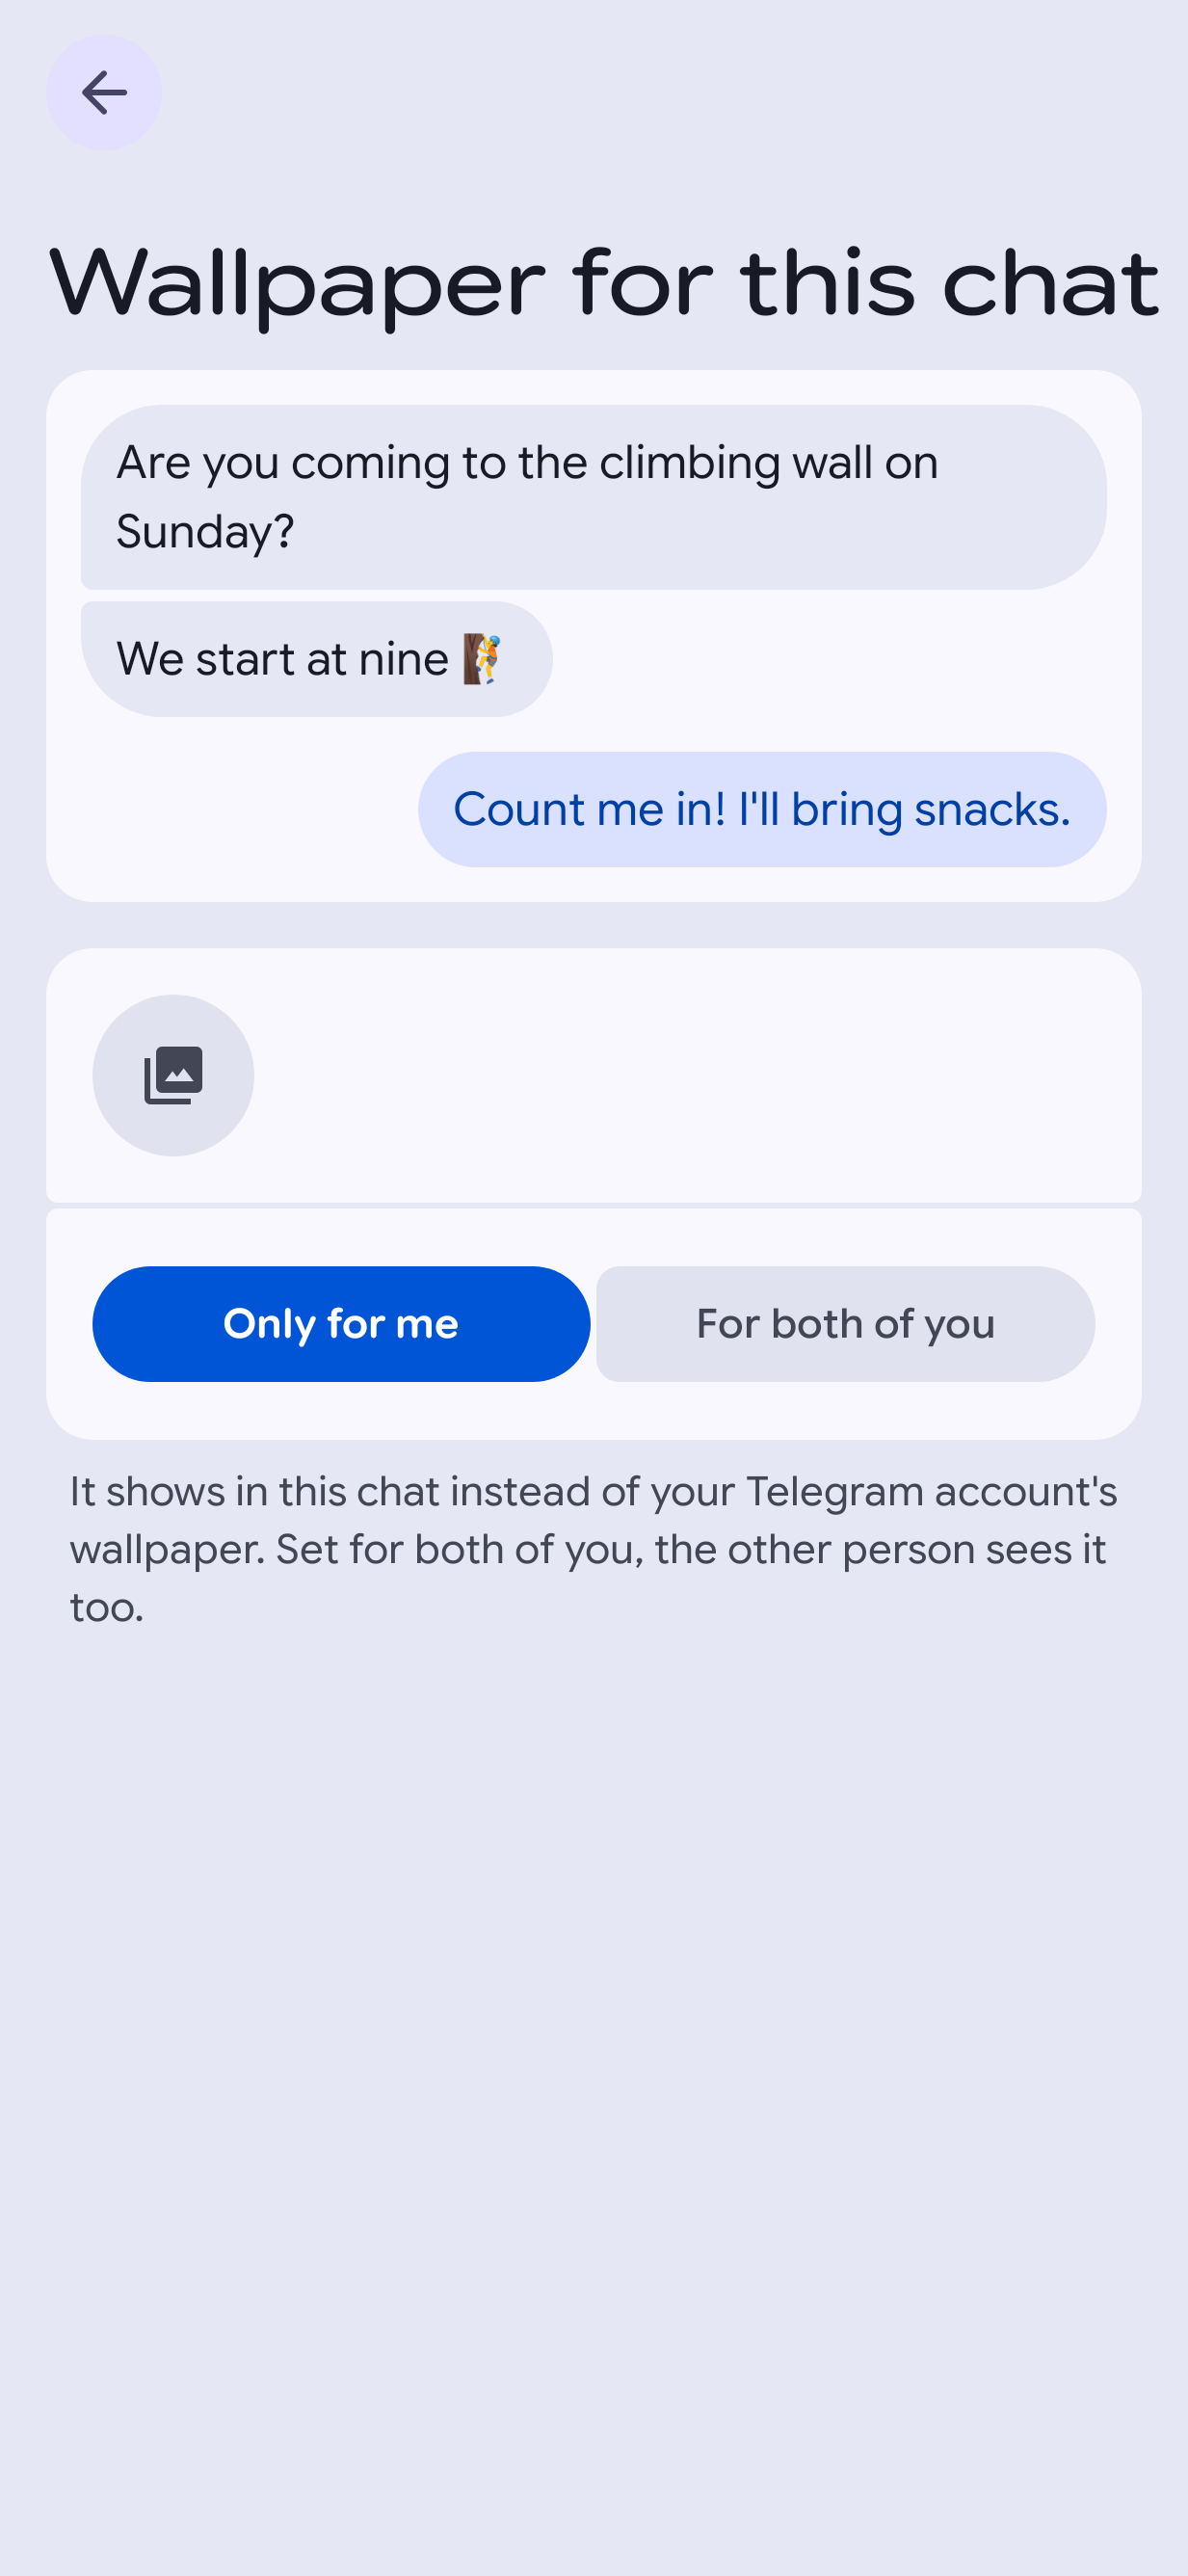 Wallpaper for this chat
Are you coming to the climbing wall on
Sunday?
We start at nine 🧗
Count me in! I'll bring snacks.
Only for me
For both of you
It shows in this chat instead of your Telegram account's
wallpaper. Set for both of you, the other person sees it
too.